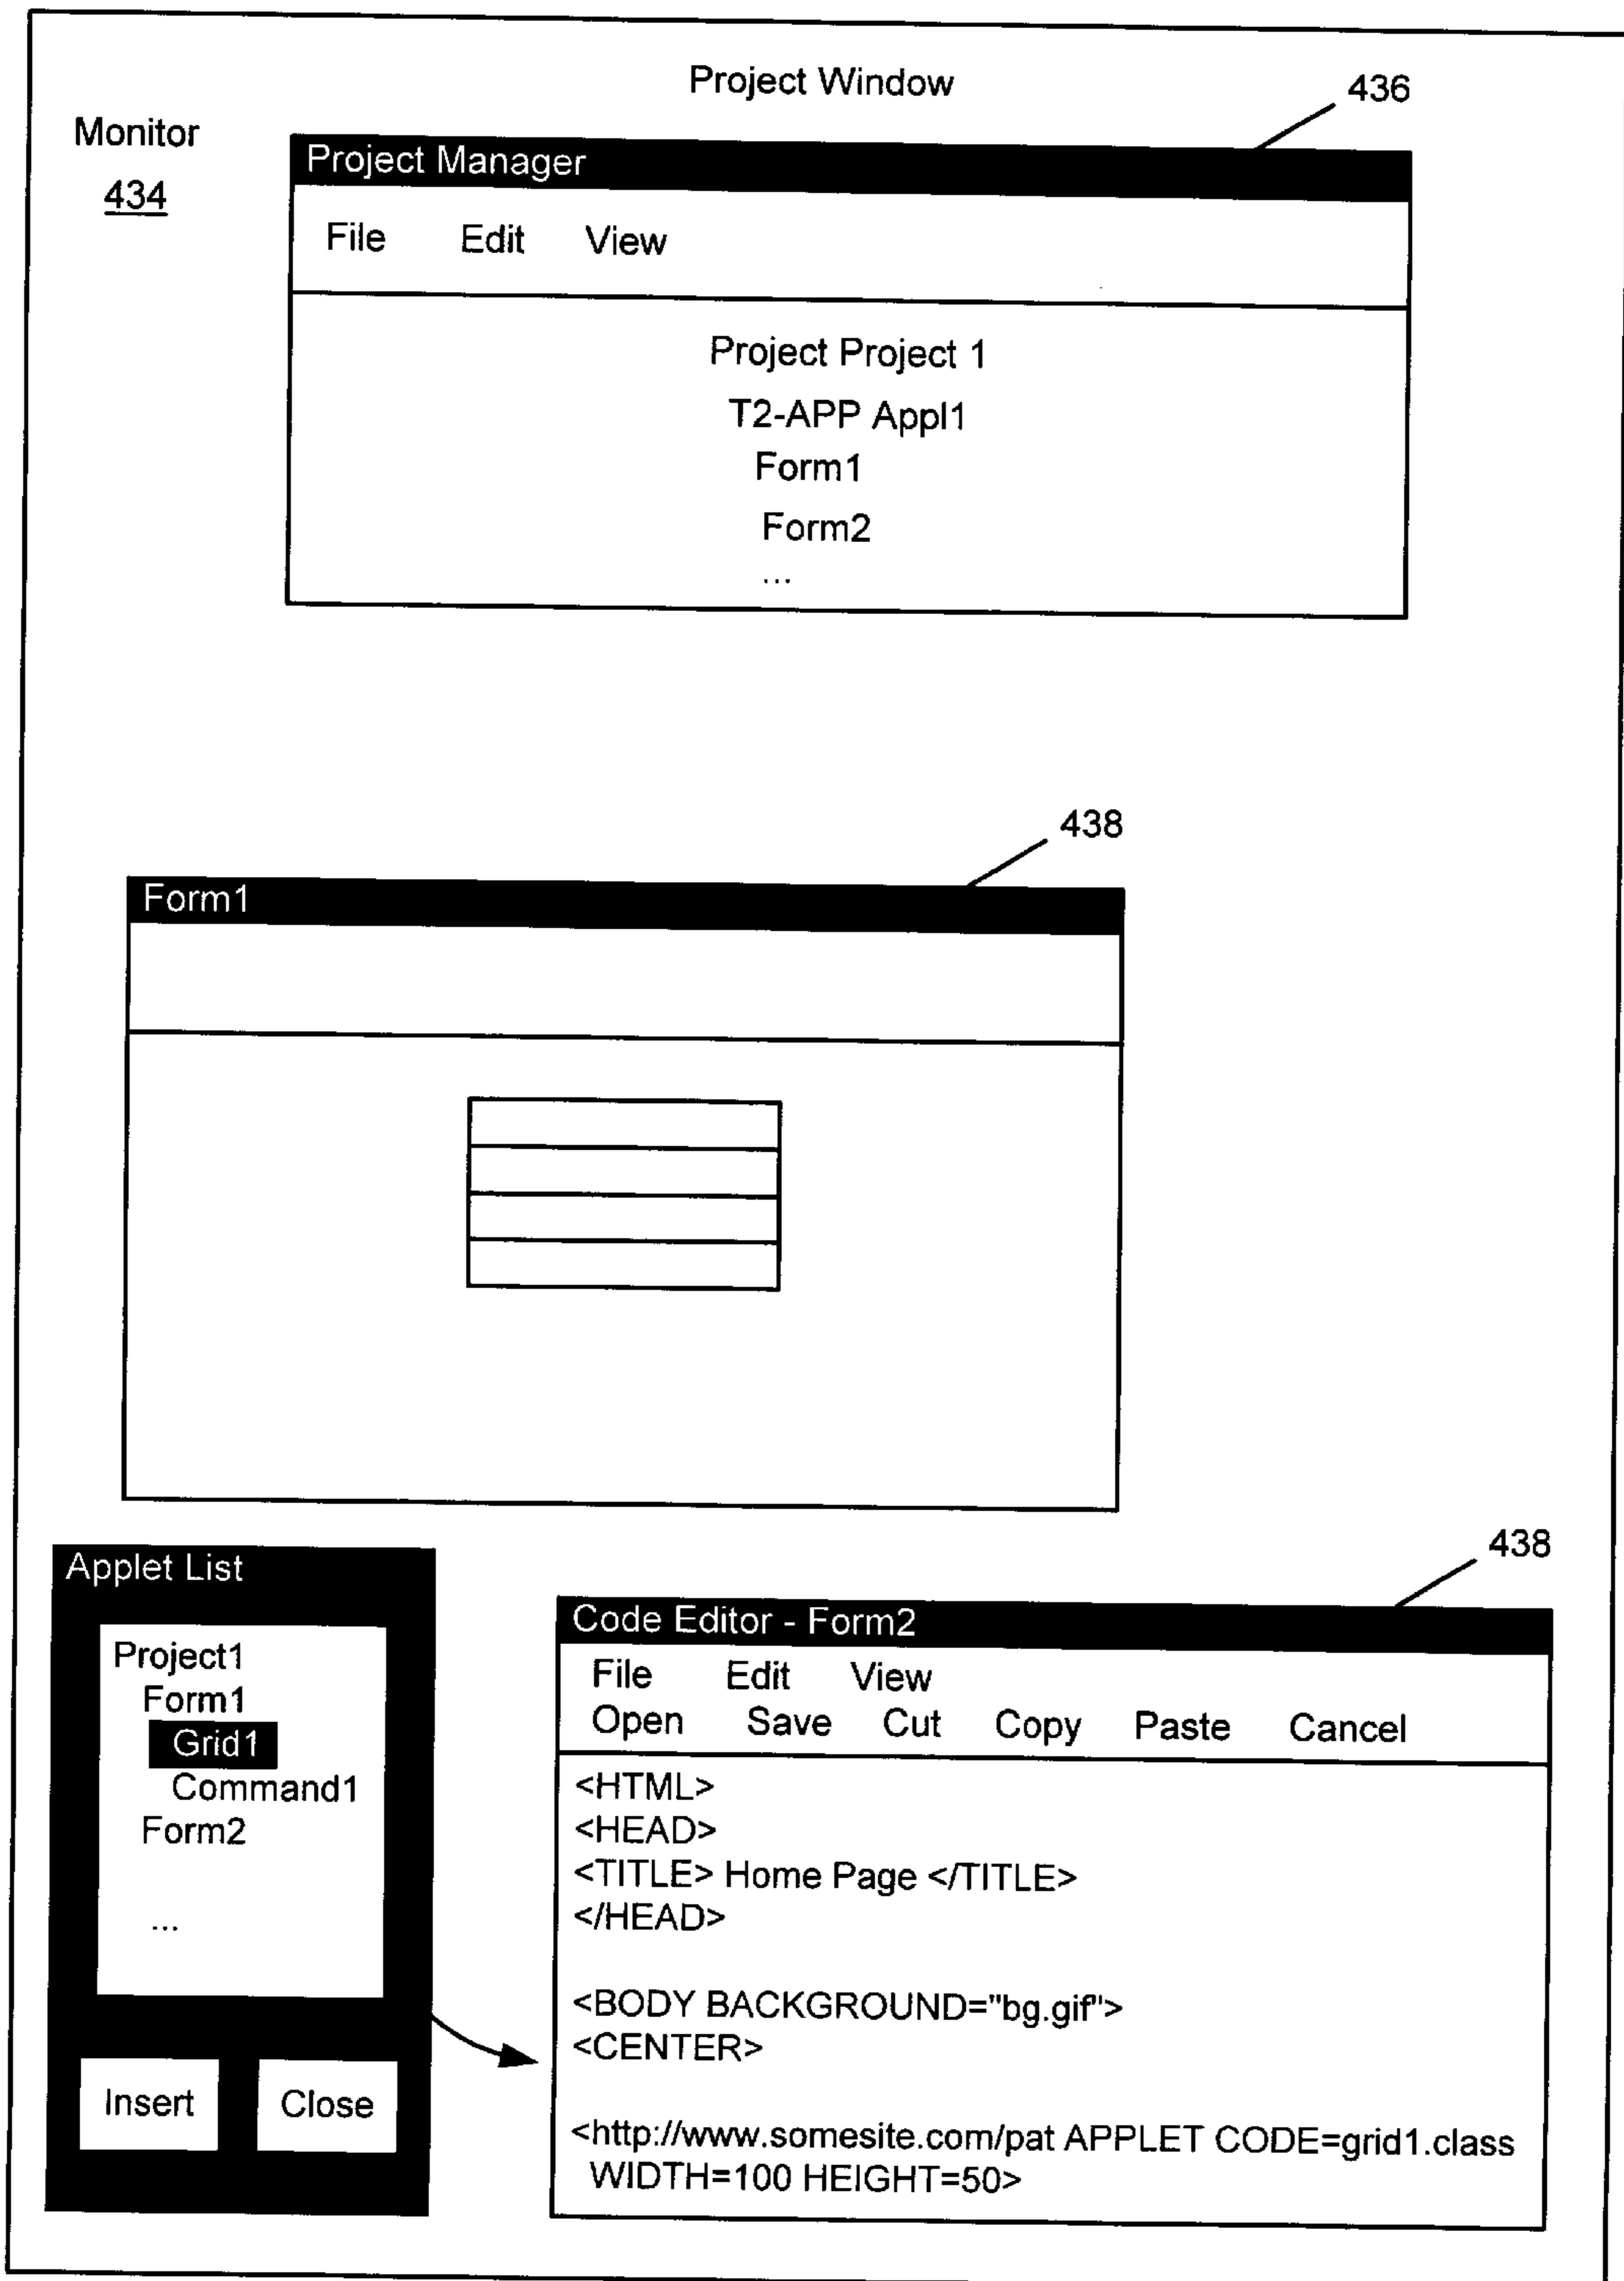 Project Window
436
Monitor
434
Project Manager
File Edit View
Project Project 1
T2-APP Appl1
Form1
Form2
...
438
Form1
Applet List
Project1
Form1
Grid1
Command1
Form2
...
Insert Close
438
Code Editor - Form2
File Edit View
Open Save Cut Copy Paste Cancel
<HTML>
<HEAD>
<TITLE> Home Page </TITLE>
</HEAD>
<BODY BACKGROUND="bg.gif">
<CENTER>
<http://www.somesite.com/pat APPLET CODE=grid1.class
WIDTH=100 HEIGHT=50>